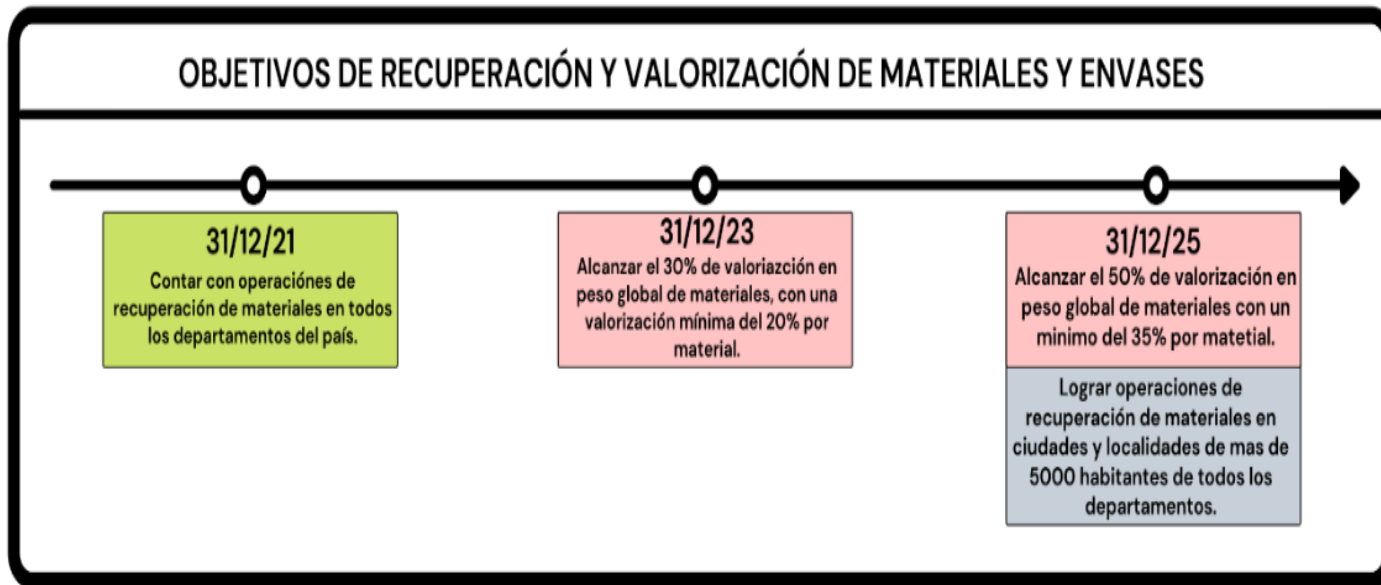 OBJETIVOS DE RECUPERACIÓN Y VALORIZACIÓN DE MATERIALES Y ENVASES
31/12/21
Contar con operaciónes de
recuperación de materiales en todos
los departamentos del país.
31/12/23
Alcanzar el 30% de valoriazción en
peso global de materiales, con una
valorización mínima del 20% por
material.
31/12/25
Alcanzar el 50% de valorización en
peso global de materiales con un
minimo del 35% por matetial.
Lograr operaciones de
recuperación de materiales en
ciudades y localidades de mas de
5000 habitantes de todos los
departamentos.